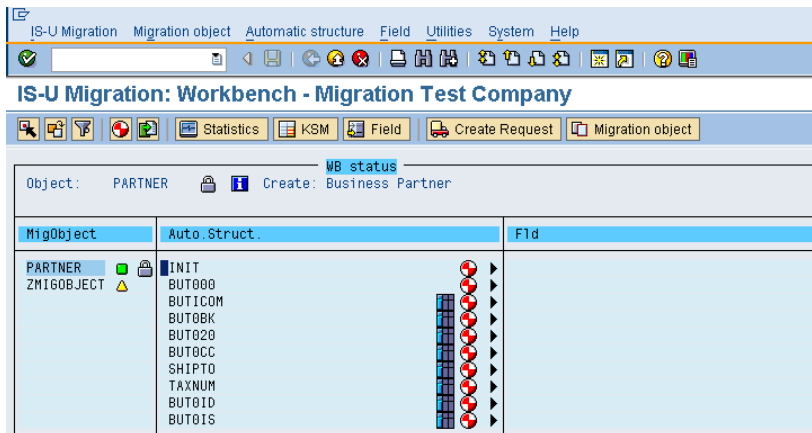 IS-U Migration Migration object Automatic structure Field Utilities System Help
IS-U Migration: Workbench - Migration Test Company
Statistics KSM Field Create Request Migration object
WB status
Object: PARTNER Create: Business Partner
MigObject Auto.Struct. Fld
PARTNER INIT
ZMIGOBJECT BUT000
BUTICOM
BUT0BK
BUT020
BUT0CC
SHIPTO
TAXNUM
BUT0ID
BUT0IS